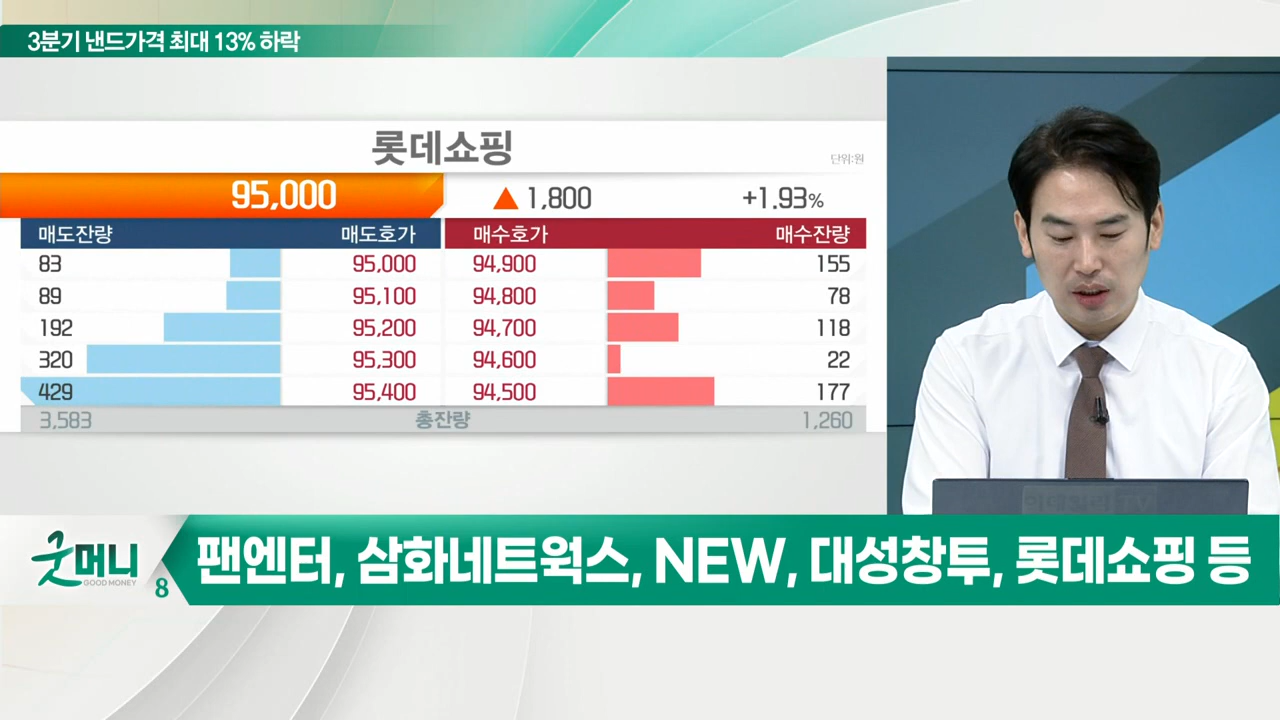 3분기 낸드가격 최대 13% 하락
롯데쇼핑
단위:원
95,000 ▲ 1,800 +1.93%
매도잔량 매도호가 매수호가 매수잔량
83 95,000 94,900 155
89 95,100 94,800 78
192 95,200 94,700 118
320 95,300 94,600 22
429 95,400 94,500 177
3,583 총잔량 1,260
이데일리 TV
굿머니 팬엔터, 삼화네트웍스, NEW, 대성창투, 롯데쇼핑 등
GOOD MONEY
8